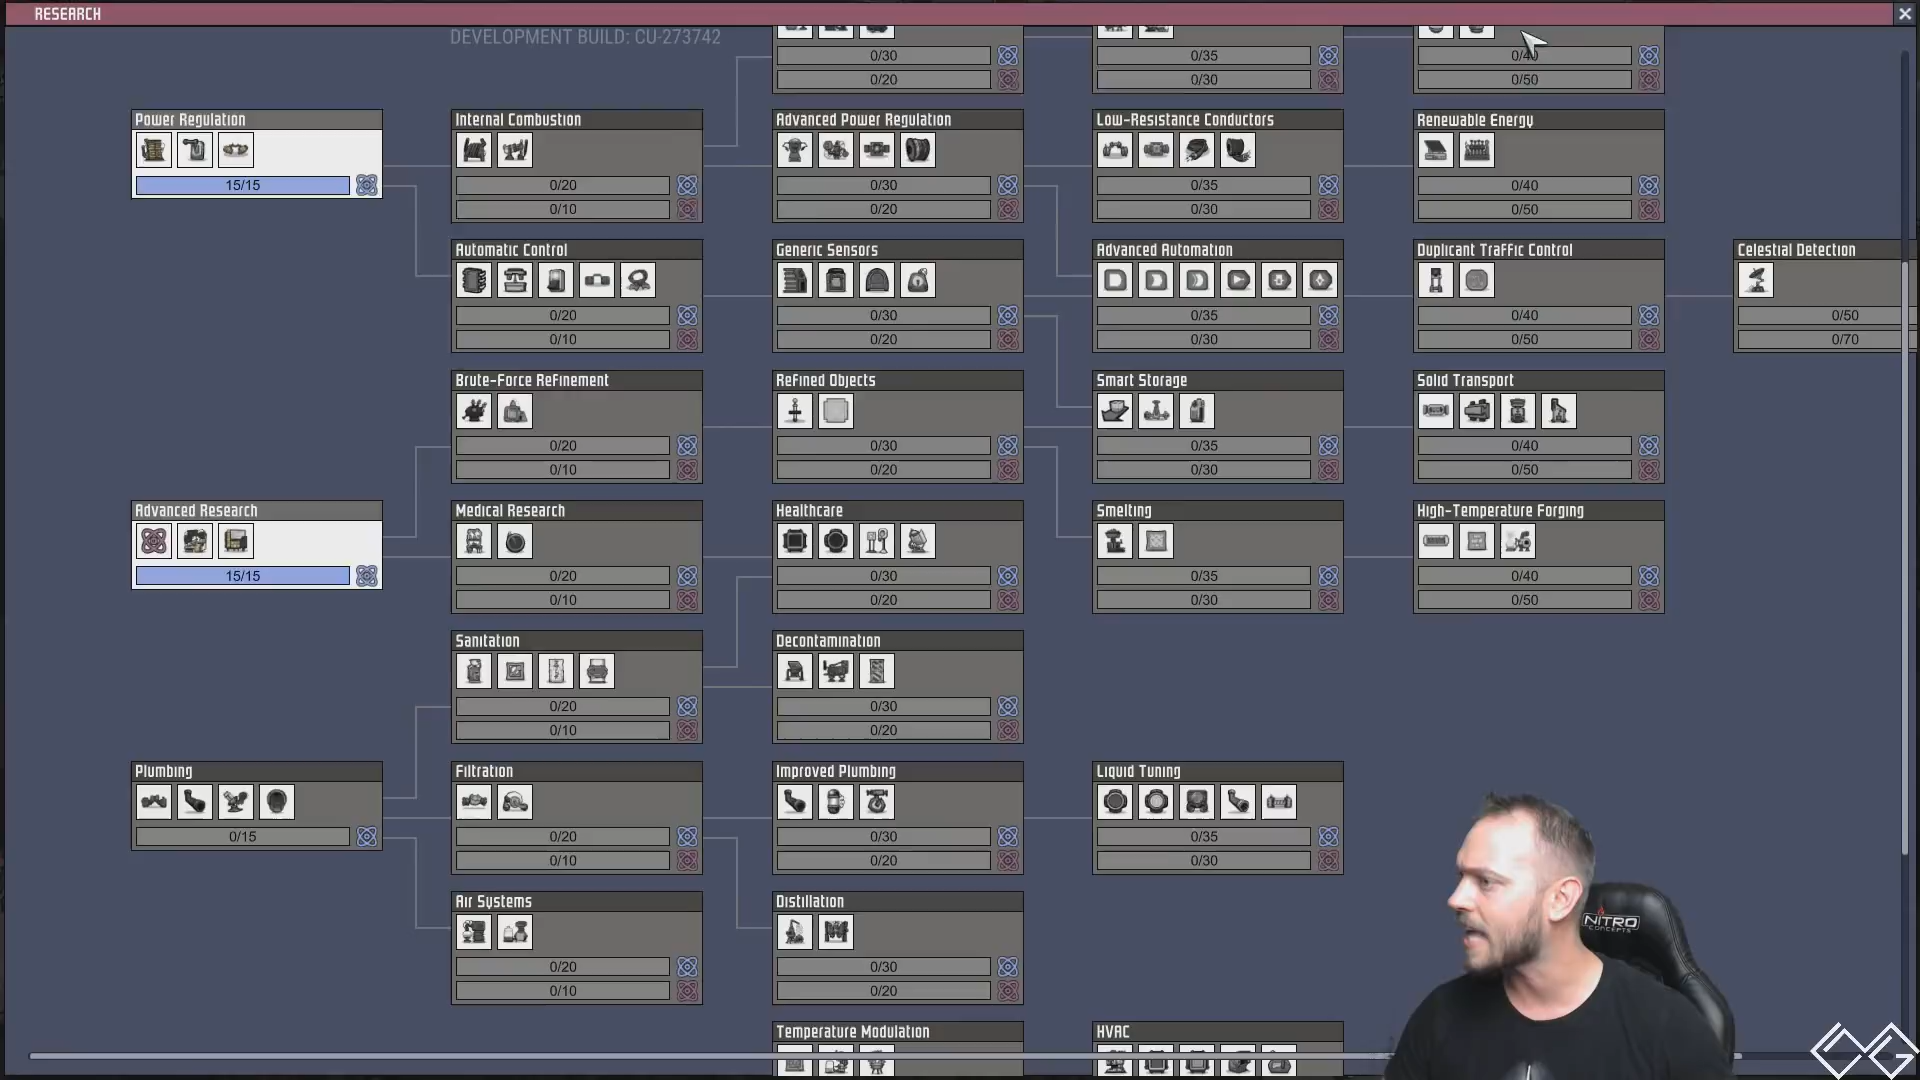 RESEARCH
DEVELOPMENT BUILD: CU-273742
0/30
0/20
0/35
0/30
0/40
0/50
Power Regulation
15/15
Internal Combustion
0/20
0/10
Advanced Power Regulation
0/30
0/20
Low-Resistance Conductors
0/35
0/30
Renewable Energy
0/40
0/50
Automatic Control
0/20
0/10
Generic Sensors
0/30
0/20
Advanced Automation
0/35
0/30
Duplicant Traffic Control
0/40
0/50
Celestial Detection
0/50
0/70
Brute-Force Refinement
0/20
0/10
Refined Objects
0/30
0/20
Smart Storage
0/35
0/30
Solid Transport
0/40
0/50
Advanced Research
15/15
Medical Research
0/20
0/10
Healthcare
0/30
0/20
Smelting
0/35
0/30
High-Temperature Forging
0/40
0/50
Sanitation
0/20
0/10
Decontamination
0/30
0/20
Plumbing
0/15
Filtration
0/20
0/10
Improved Plumbing
0/30
0/20
Liquid Tuning
0/35
0/30
Air Systems
0/20
0/10
Distillation
0/30
0/20
Temperature Modulation
HVAC
NITRO
CONCEPTS